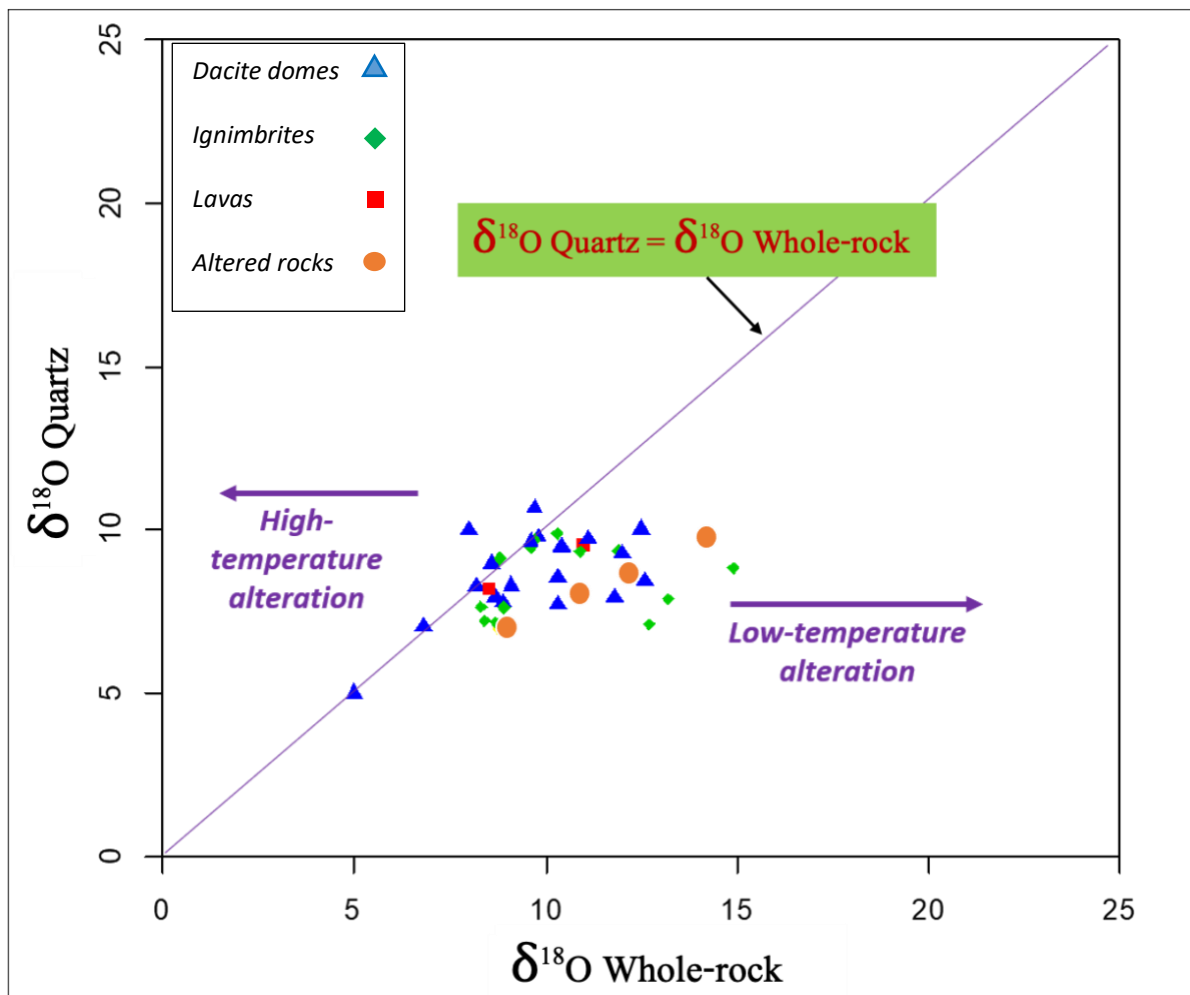 Dacite domes
Ignimbrites
Lavas
Altered rocks
δ¹⁸O Quartz = δ¹⁸O Whole-rock
High-
temperature
alteration
Low-temperature
alteration
δ¹⁸O Quartz
25
20
15
10
5
0
0 5 10 15 20 25
δ¹⁸O Whole-rock